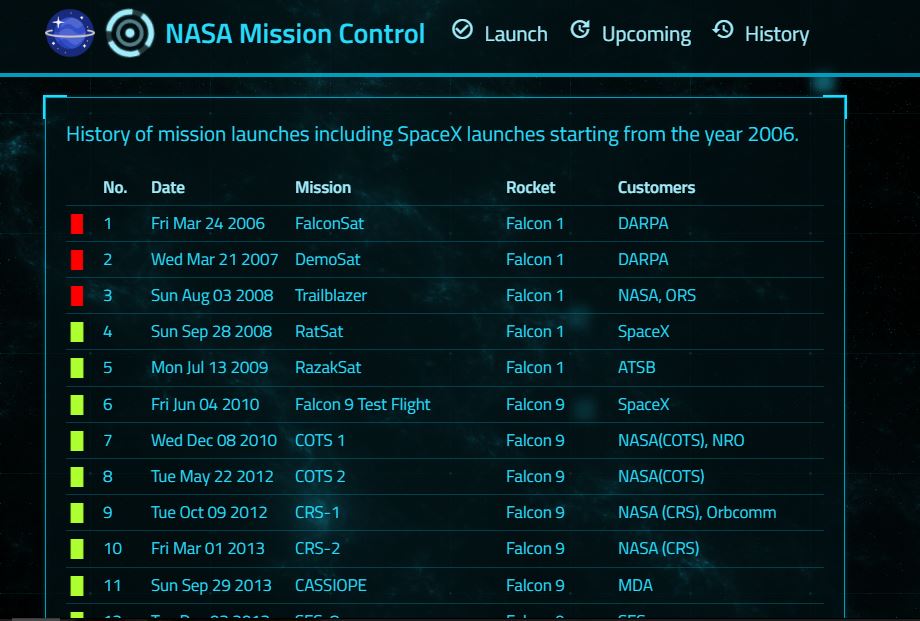 NASA Mission Control Launch Upcoming History
History of mission launches including SpaceX launches starting from the year 2006.
No. Date Mission Rocket Customers
1 Fri Mar 24 2006 FalconSat Falcon 1 DARPA
2 Wed Mar 21 2007 DemoSat Falcon 1 DARPA
3 Sun Aug 03 2008 Trailblazer Falcon 1 NASA, ORS
4 Sun Sep 28 2008 RatSat Falcon 1 SpaceX
5 Mon Jul 13 2009 RazakSat Falcon 1 ATSB
6 Fri Jun 04 2010 Falcon 9 Test Flight Falcon 9 SpaceX
7 Wed Dec 08 2010 COTS 1 Falcon 9 NASA(COTS), NRO
8 Tue May 22 2012 COTS 2 Falcon 9 NASA(COTS)
9 Tue Oct 09 2012 CRS-1 Falcon 9 NASA (CRS), Orbcomm
10 Fri Mar 01 2013 CRS-2 Falcon 9 NASA (CRS)
11 Sun Sep 29 2013 CASSIOPE Falcon 9 MDA